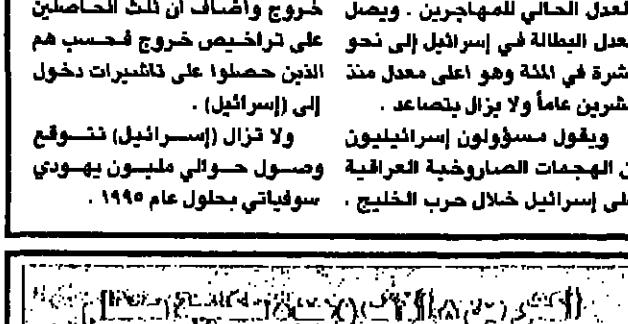 المعدل الحالي للمهاجرين . ويصل
معدل البطالة في إسرائيل إلى نحو
عشرة في المئة وهو اعلى معدل منذ
عشرين عاماً ولا يزال يتصاعد .
ويقول مسؤولون إسرائيليون
الهجمات الصاروخية العراقية
على إسرائيل خلال حرب الخليج .
خروج وأضاف ان ثلث الحاصلين
على تراخيص خروج فحسب هم
الذين حصلوا على تاشيرات دخول
إلى (إسرائيل) .
ولا تزال (إسرائيل) تتوقع
وصول حوالي مليون يهودي
سوفياتي بحلول عام ١٩٩٥ .